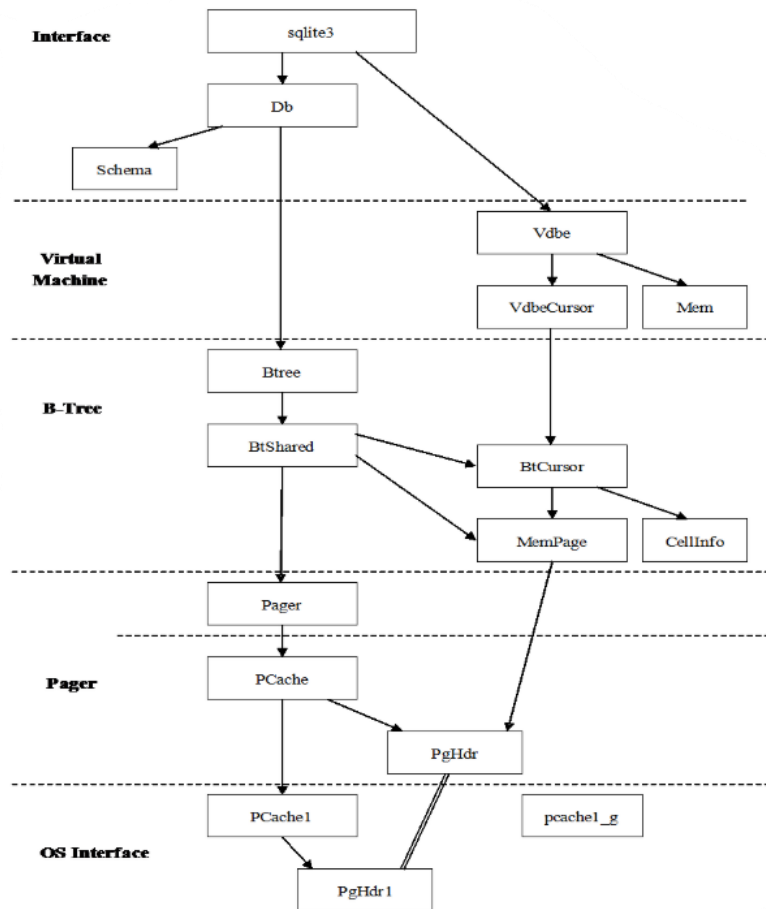 Interface
sqlite3
Db
Schema
Vdbe
Virtual
Machine
VdbeCursor
Mem
Btree
B-Tree
BtShared
BtCursor
MemPage
CellInfo
Pager
PCache
Pager
PgHdr
PCache1
pcache1_g
OS Interface
PgHdr1